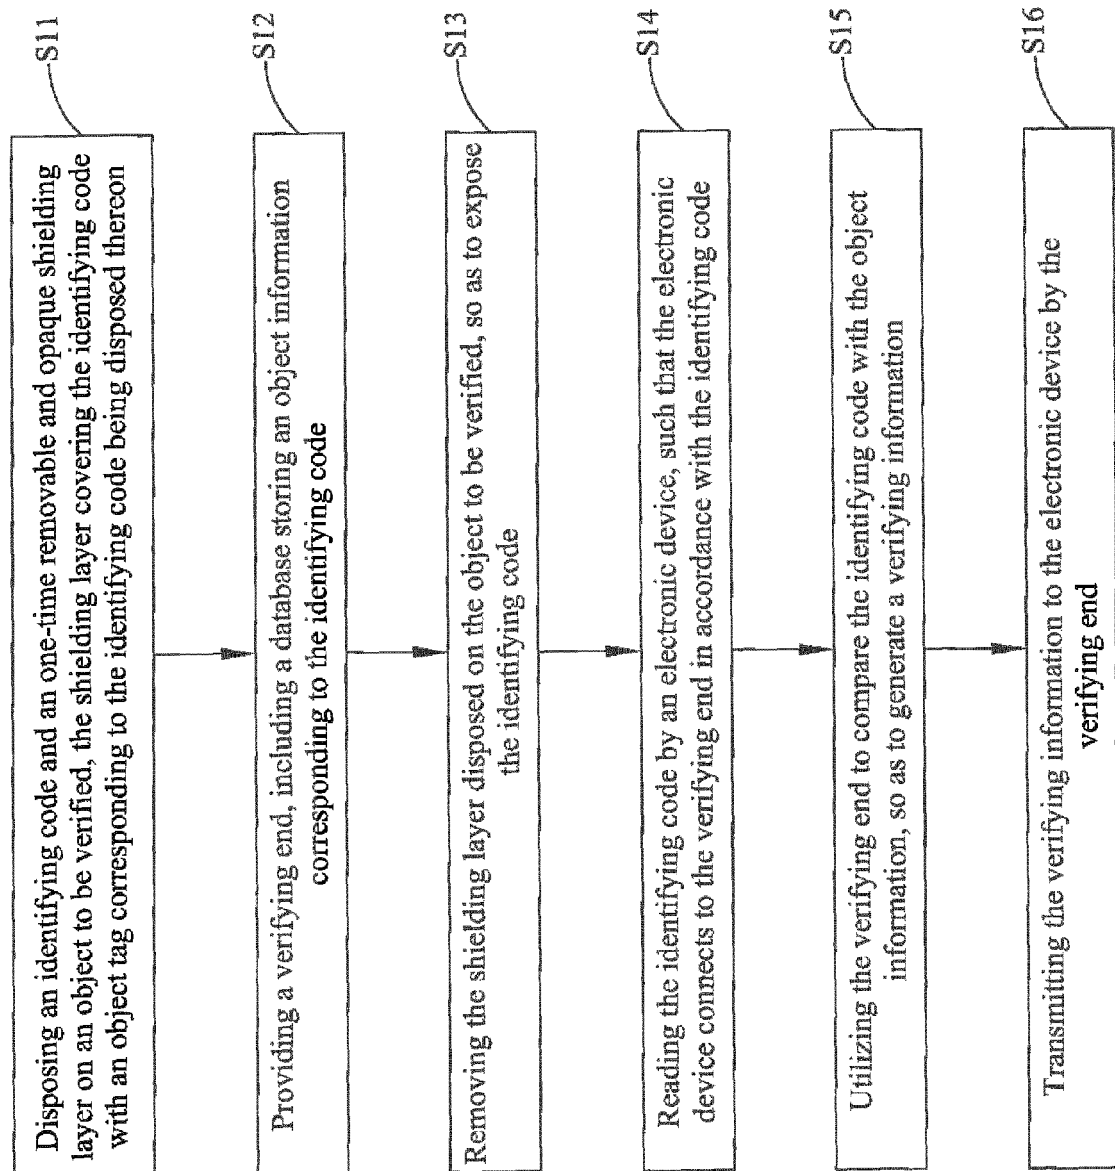 Disposing an identifying code and an one-time removable and opaque shielding
layer on an object to be verified, the shielding layer covering the identifying code
with an object tag corresponding to the identifying code being disposed thereon
S11
Providing a verifying end, including a database storing an object information
corresponding to the identifying code
S12
Removing the shielding layer disposed on the object to be verified, so as to expose
the identifying code
S13
Reading the identifying code by an electronic device, such that the electronic
device connects to the verifying end in accordance with the identifying code
S14
Utilizing the verifying end to compare the identifying code with the object
information, so as to generate a verifying information
S15
Transmitting the verifying information to the electronic device by the
verifying end
S16